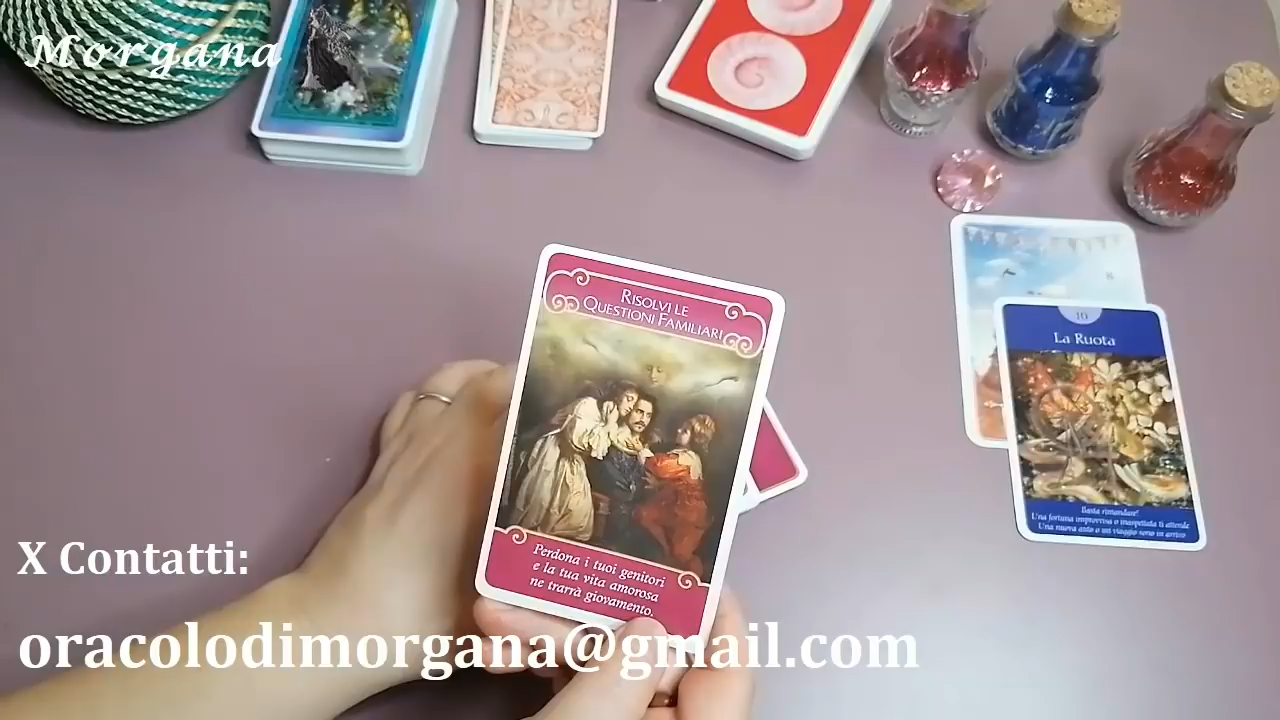 Morgana
RISOLVI LE
QUESTIONI FAMILIARI
Perdona i tuoi genitori
e la tua vita amorosa
ne trarrà giovamento.
10
La Ruota
Basta rimandare!
Una fortuna improvvisa o inaspettata ti attende
Una nuova auto o un viaggio sono in arrivo
X Contatti:
oracolodimorgana@gmail.com